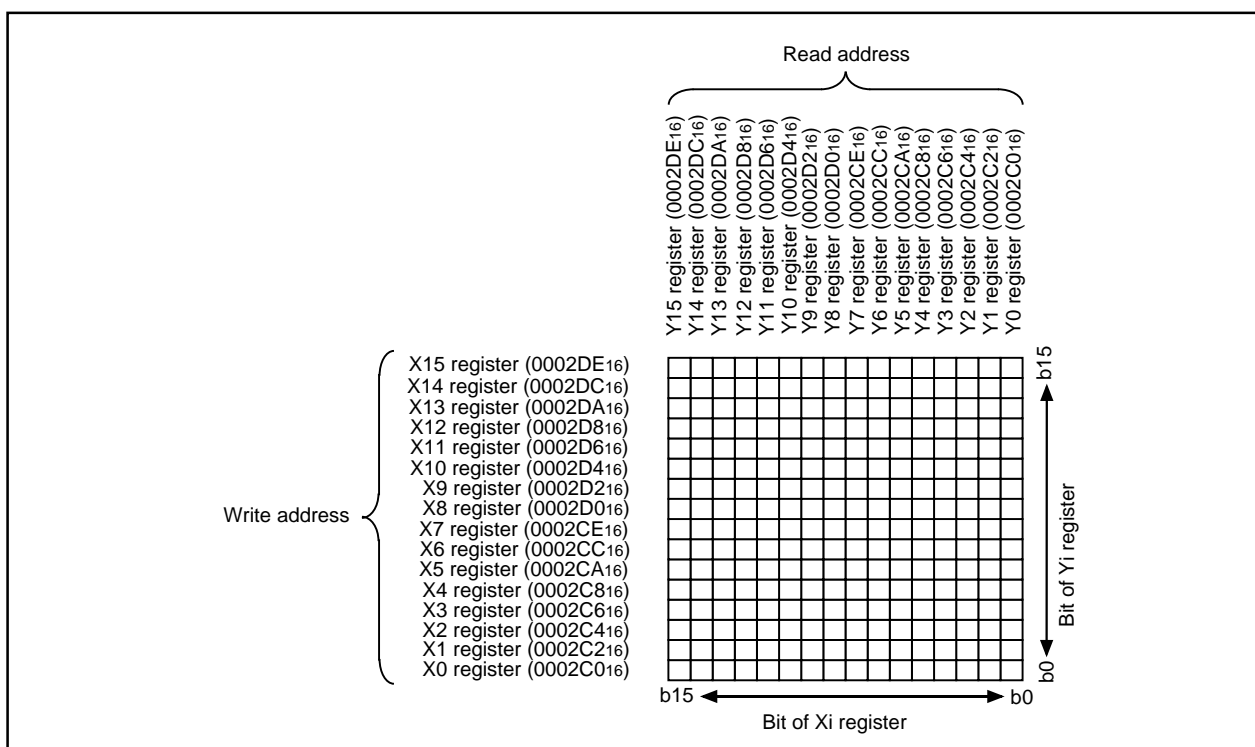 Read address
Y15 register (0002DE16)
Y14 register (0002DC16)
Y13 register (0002DA16)
Y12 register (0002D816)
Y11 register (0002D616)
Y10 register (0002D416)
Y9 register (0002D216)
Y8 register (0002D016)
Y7 register (0002CE16)
Y6 register (0002CC16)
Y5 register (0002CA16)
Y4 register (0002C816)
Y3 register (0002C616)
Y2 register (0002C416)
Y1 register (0002C216)
Y0 register (0002C016)
Write address
X15 register (0002DE16)
X14 register (0002DC16)
X13 register (0002DA16)
X12 register (0002D816)
X11 register (0002D616)
X10 register (0002D416)
X9 register (0002D216)
X8 register (0002D016)
X7 register (0002CE16)
X6 register (0002CC16)
X5 register (0002CA16)
X4 register (0002C816)
X3 register (0002C616)
X2 register (0002C416)
X1 register (0002C216)
X0 register (0002C016)
b15
Bit of Yi register
b0
b15
b0
Bit of Xi register